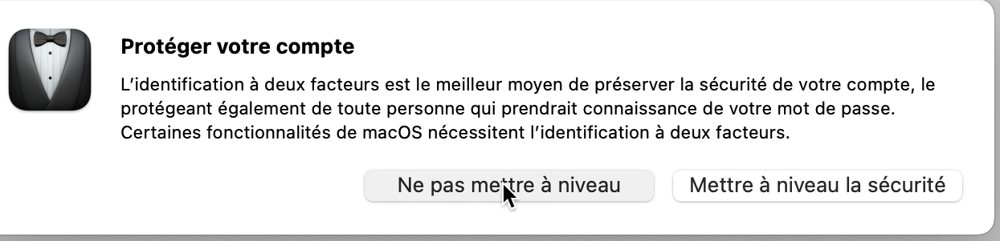 Protéger votre compte
L’identification à deux facteurs est le meilleur moyen de préserver la sécurité de votre compte, le
protégeant également de toute personne qui prendrait connaissance de votre mot de passe.
Certaines fonctionnalités de macOS nécessitent l’identification à deux facteurs.
Ne pas mettre à niveau
Mettre à niveau la sécurité